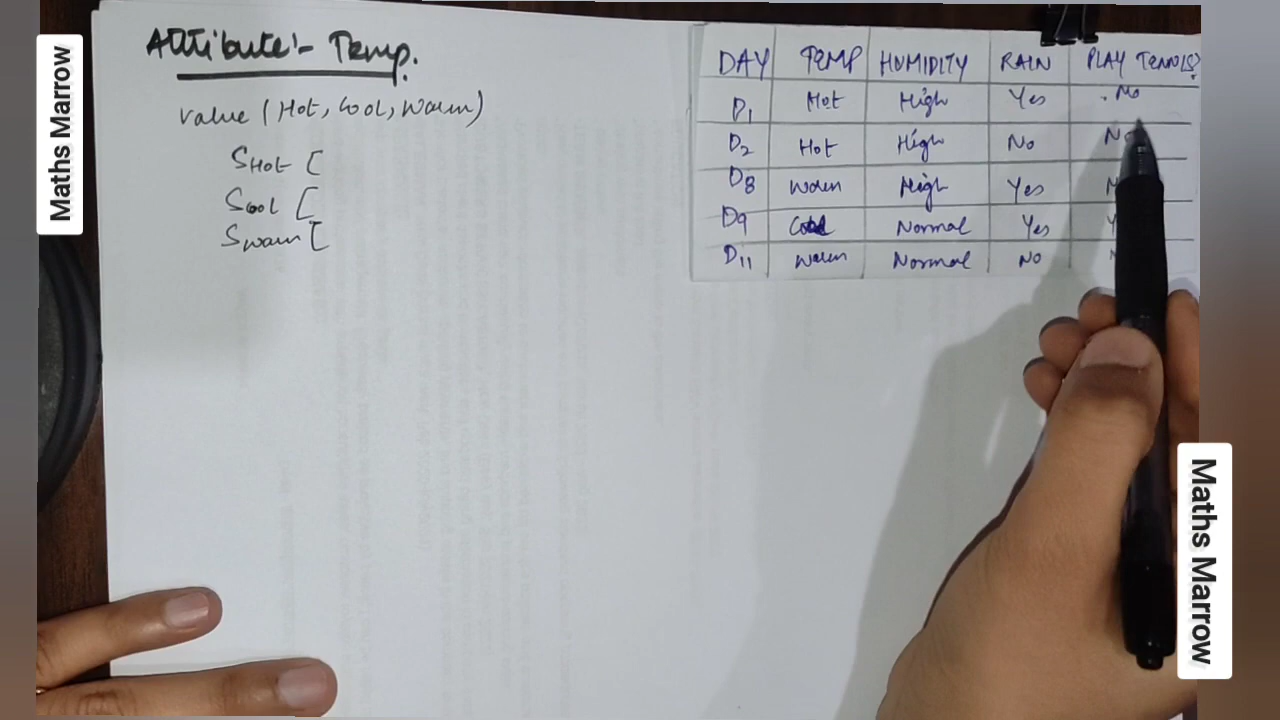 Attribute:- Temp.
Value (Hot, Cool, Warm)
SHot [
SCool [
SWarm [
DAY TEMP HUMIDITY RAIN PLAY TENNIS?
D1 Hot High Yes No
D2 Hot High No No
D8 Warm High Yes
D9 Cool Normal Yes
D11 Warm Normal No
Maths Marrow
Maths Marrow